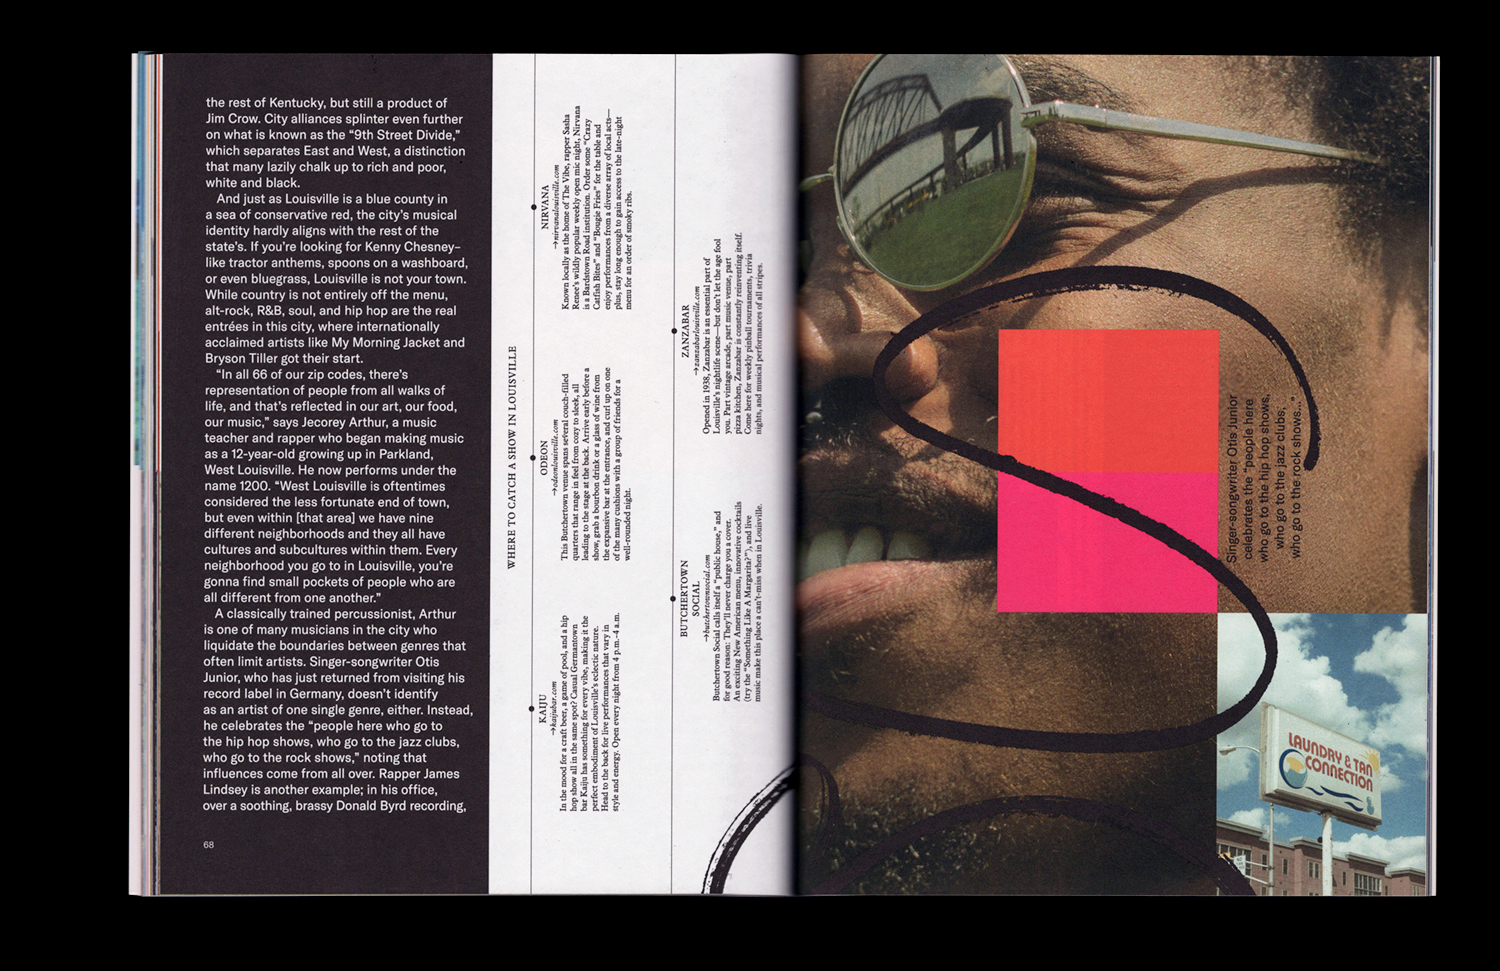 the rest of Kentucky, but still a product of
Jim Crow. City alliances splinter even further
on what is known as the “9th Street Divide,”
which separates East and West, a distinction
that many lazily chalk up to rich and poor,
white and black.
And just as Louisville is a blue county in
a sea of conservative red, the city’s musical
identity hardly aligns with the rest of the
state’s. If you’re looking for Kenny Chesney–
like tractor anthems, spoons on a washboard,
or even bluegrass, Louisville is not your town.
While country is not entirely off the menu,
alt-rock, R&B, soul, and hip hop are the real
entrées in this city, where internationally
acclaimed artists like My Morning Jacket and
Bryson Tiller got their start.
“In all 66 of our zip codes, there’s
representation of people from all walks of
life, and that’s reflected in our art, our food,
our music,” says Jecorey Arthur, a music
teacher and rapper who began making music
as a 12-year-old growing up in Parkland,
West Louisville. He now performs under the
name 1200. “West Louisville is oftentimes
considered the less fortunate end of town,
but even within [that area] we have nine
different neighborhoods and they all have
cultures and subcultures within them. Every
neighborhood you go to in Louisville, you’re
gonna find small pockets of people who are
all different from one another.”
A classically trained percussionist, Arthur
is one of many musicians in the city who
liquidate the boundaries between genres that
often limit artists. Singer-songwriter Otis
Junior, who has just returned from visiting his
record label in Germany, doesn’t identify
as an artist of one single genre, either. Instead,
he celebrates the “people here who go to
the hip hop shows, who go to the jazz clubs,
who go to the rock shows,” noting that
influences come from all over. Rapper James
Lindsey is another example; in his office,
over a soothing, brassy Donald Byrd recording,
68
WHERE TO CATCH A SHOW IN LOUISVILLE
KAIJU
→kaijubar.com
In the mood for a craft beer, a game of pool, and a hip
hop show all in the same spot? Casual Germantown
bar Kaiju has something for every vibe, making it the
perfect embodiment of Louisville’s eclectic nature.
Head to the back for live performances that vary in
style and energy. Open every night from 4 p.m.–4 a.m.
ODEON
→odeonlouisville.com
This Butchertown venue spans several couch-filled
quarters that range in feel from cozy to sleek, all
leading to the stage at the back. Arrive early before a
show, grab a bourbon drink or a glass of wine from
the expansive bar at the entrance, and curl up on one
of the many cushions with a group of friends for a
well-rounded night.
NIRVANA
→nirvanalouisville.com
Known locally as the home of The Vibe, rapper Sasha
Renee’s wildly popular weekly open mic night, Nirvana
is a Bardstown Road institution. Order some “Crazy
Catfish Bites” and “Bougie Fries” for the table and
enjoy performances from a diverse array of local acts—
plus, stay long enough to gain access to the late-night
menu for an order of smoky ribs.
BUTCHERTOWN
SOCIAL
→butchertownsocial.com
Butchertown Social calls itself a “public house,” and
for good reason: They’ll never charge you a cover.
An exciting New American menu, innovative cocktails
(try the “Something Like A Margarita?”), and live
music make this place a can’t-miss when in Louisville.
ZANZABAR
→zanzabarlouisville.com
Opened in 1938, Zanzabar is an essential part of
Louisville’s nightlife scene—but don’t let the age fool
you. Part vintage arcade, part music venue, part
pizza kitchen, Zanzabar is constantly reinventing itself.
Come here for weekly pinball tournaments, trivia
nights, and musical performances of all stripes.
Singer-songwriter Otis Junior
celebrates the “people here
who go to the hip hop shows,
who go to the jazz clubs,
who go to the rock shows...”
LAUNDRY & TAN
CONNECTION